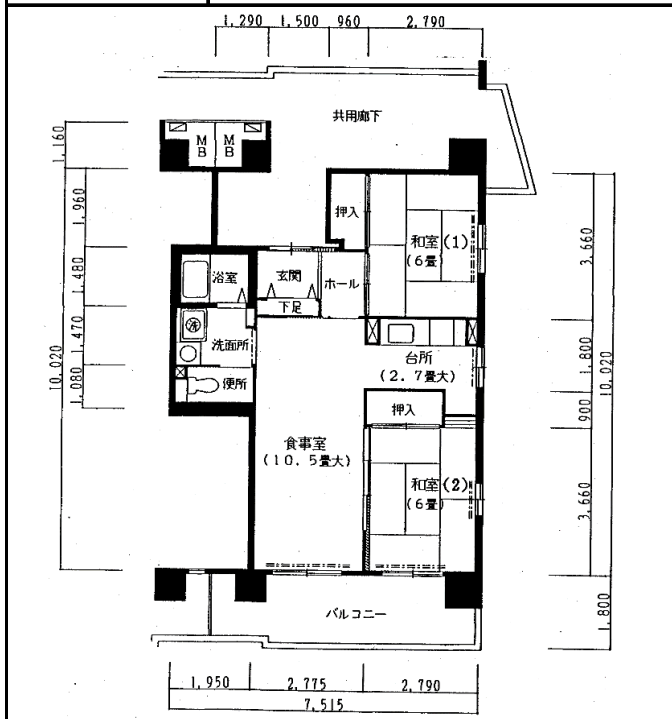 1,290 1,500 960 2,790
共用廊下
MB MB
1,160
押入
和室(1)
(6畳)
1,960
3,660
浴室
玄関
ホール
下足
1,480
洗
洗面所
台所
(2.7畳大)
1,470
1,800
10,020
10,020
便所
1,080
押入
900
食事室
(10.5畳大)
和室(2)
(6畳)
3,660
バルコニー
1,800
1,950 2,775 2,790
7,515